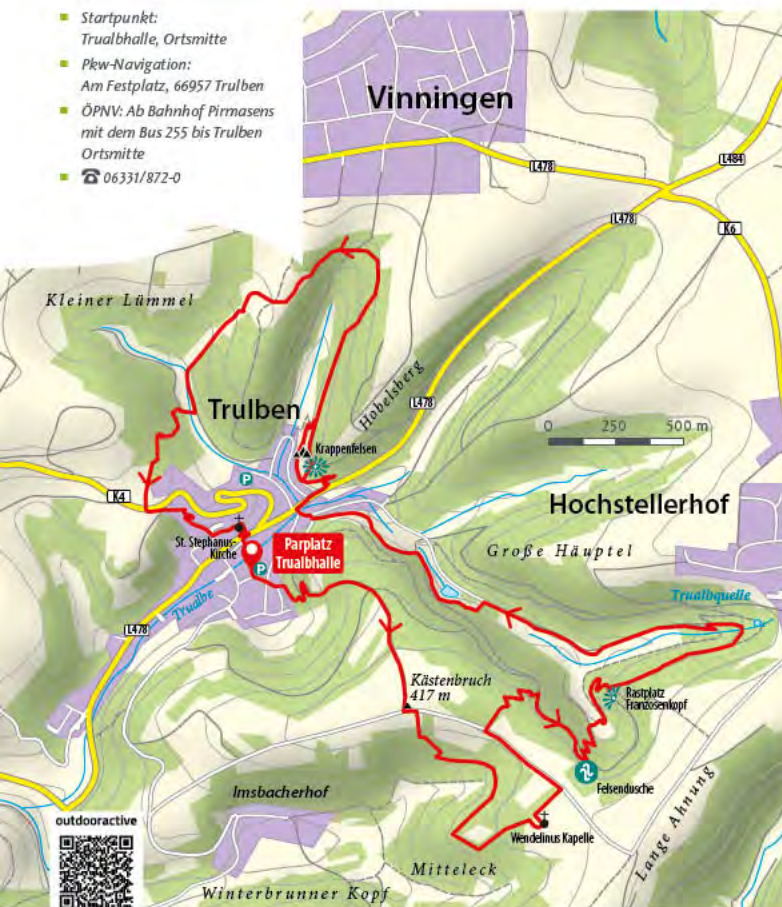 Startpunkt:
Trualbhalle, Ortsmitte
Pkw-Navigation:
Am Festplatz, 66957 Trulben
ÖPNV: Ab Bahnhof Pirmasens
mit dem Bus 255 bis Trulben
Ortsmitte
☎ 06331/872-0
Vinningen
L478
L484
L478
K6
Kleiner Lümmel
Trulben
Hobelsberg
L478
0 250 500 m
Krappenfelsen
P
K4
Hochstellerhof
St. Stephanus-
Kirche
Parplatz
Trualbhalle
P
Große Häuptel
Trualbe
Trualbquelle
L478
Kästenbruch
417 m
Rastplatz
Franzosenkopf
Imsbacherhof
Felsendusche
outdooractive
Wendelinus Kapelle
Lange Ahnung
Mitteleck
Winterbrunner Kopf